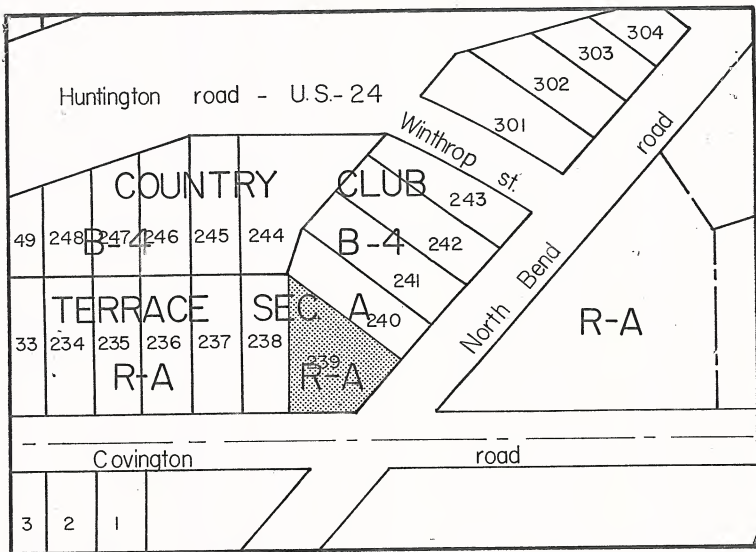 304
303
302
301
Huntington road - U.S.-24
Winthrop st.
road
COUNTRY CLUB
243
49 248 247 246 245 244
B-4 B-4
242
241
North Bend
TERRACE SEC. A
240
33 234 235 236 237 238
239
R-A R-A R-A
Covington road
3 2 1